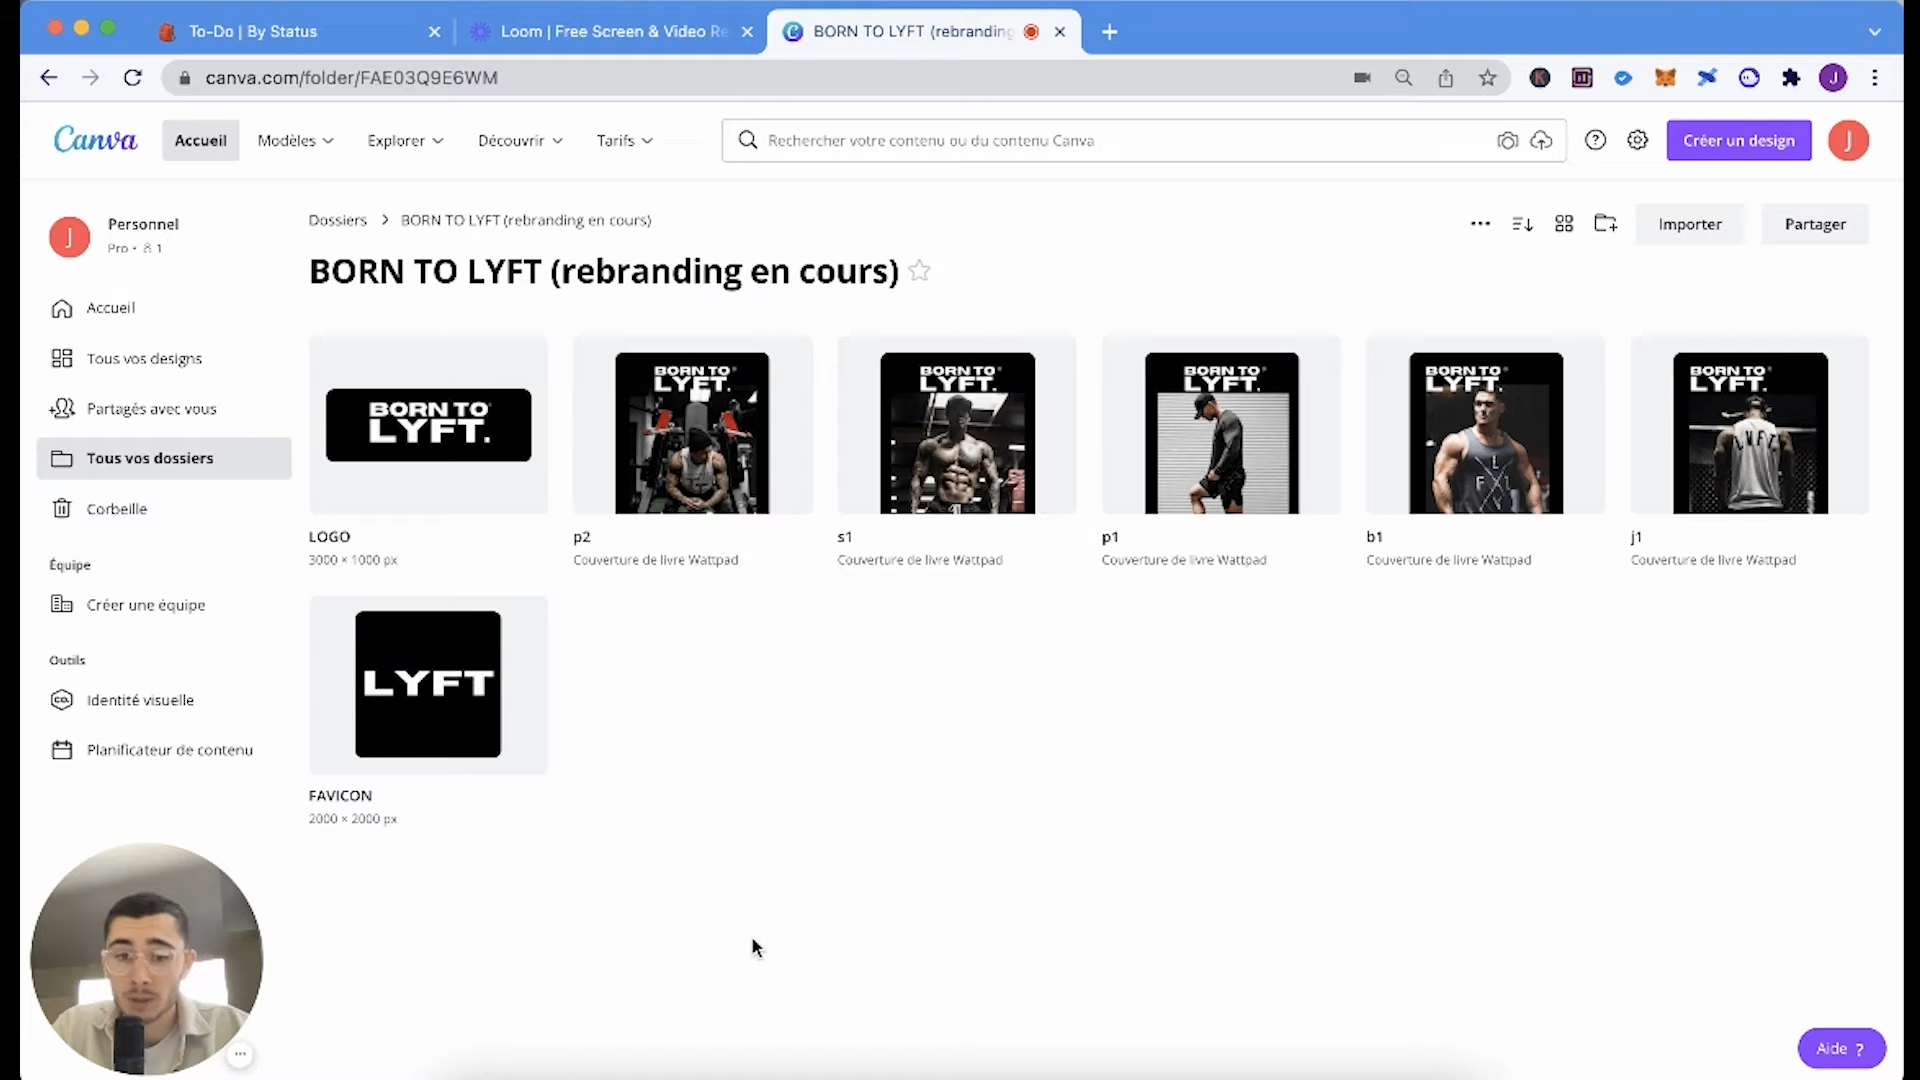 To-Do | By Status
Loom | Free Screen & Video Re
BORN TO LYFT (rebranding
canva.com/folder/FAE03Q9E6WM
J
Canva
Accueil
Modèles
Explorer
Découvrir
Tarifs
Rechercher votre contenu ou du contenu Canva
Créer un design
J
J
Personnel
Pro • 1
Accueil
Tous vos designs
Partagés avec vous
Tous vos dossiers
Corbeille
Équipe
Créer une équipe
Outils
Identité visuelle
Planificateur de contenu
Dossiers > BORN TO LYFT (rebranding en cours)
Importer
Partager
BORN TO LYFT (rebranding en cours)
BORN TO
LYFT.
LOGO
3000 × 1000 px
BORN TO
LYFT.
p2
Couverture de livre Wattpad
BORN TO
LYFT.
s1
Couverture de livre Wattpad
BORN TO
LYFT.
p1
Couverture de livre Wattpad
BORN TO
LYFT.
b1
Couverture de livre Wattpad
BORN TO
LYFT.
LYFT
j1
Couverture de livre Wattpad
LYFT
FAVICON
2000 × 2000 px
Aide ?